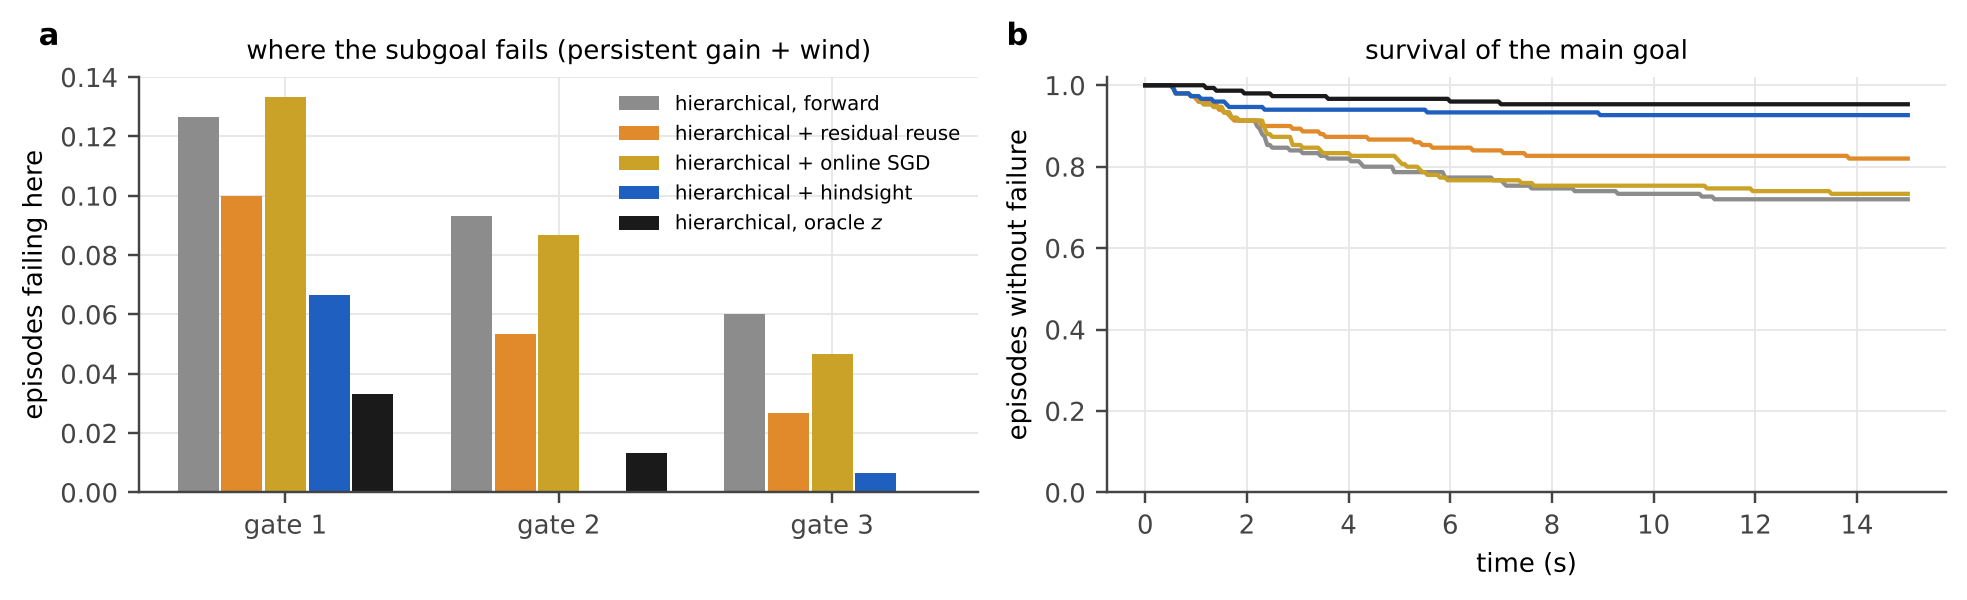 a
where the subgoal fails (persistent gain + wind)
episodes failing here
0.14
0.12
0.10
0.08
0.06
0.04
0.02
0.00
hierarchical, forward
hierarchical + residual reuse
hierarchical + online SGD
hierarchical + hindsight
hierarchical, oracle z
gate 1
gate 2
gate 3
b
survival of the main goal
episodes without failure
1.0
0.8
0.6
0.4
0.2
0.0
0
2
4
6
8
10
12
14
time (s)